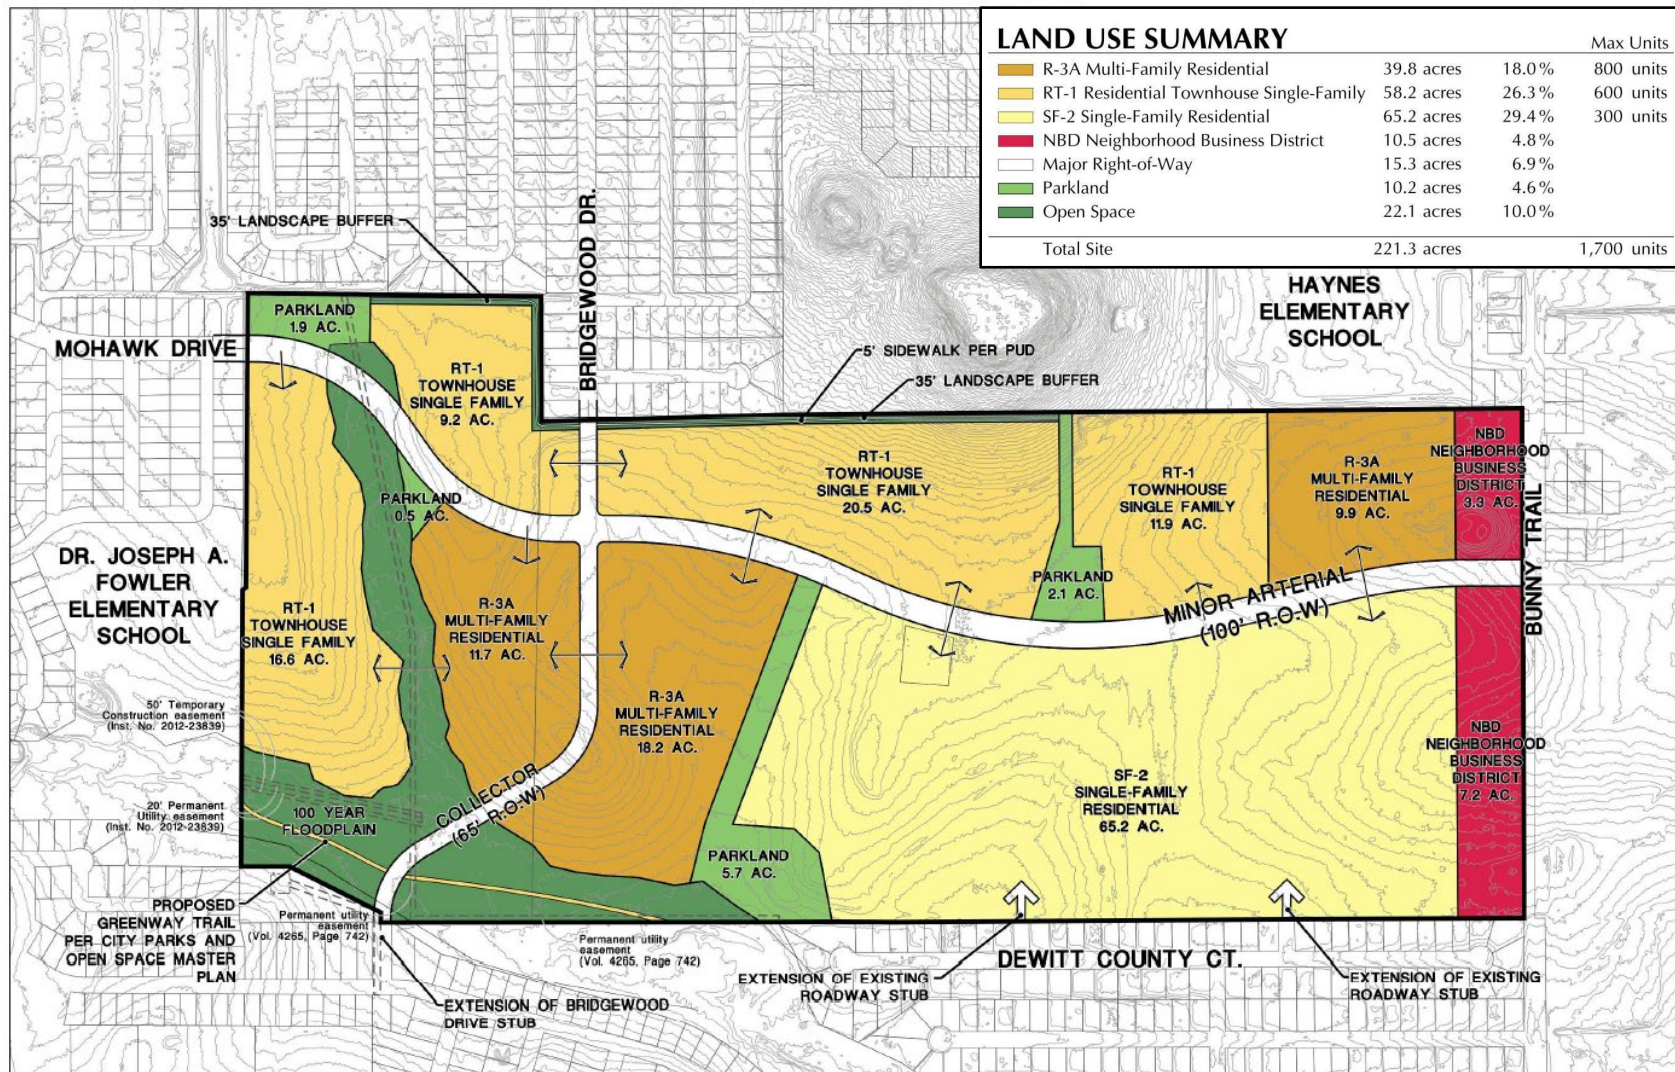 LAND USE SUMMARY Max Units
R-3A Multi-Family Residential 39.8 acres 18.0% 800 units
RT-1 Residential Townhouse Single-Family 58.2 acres 26.3% 600 units
SF-2 Single-Family Residential 65.2 acres 29.4% 300 units
NBD Neighborhood Business District 10.5 acres 4.8%
Major Right-of-Way 15.3 acres 6.9%
Parkland 10.2 acres 4.6%
Open Space 22.1 acres 10.0%
Total Site 221.3 acres 1,700 units
35' LANDSCAPE BUFFER
BRIDGEWOOD DR.
HAYNES
ELEMENTARY
SCHOOL
PARKLAND
1.9 AC.
MOHAWK DRIVE
RT-1
TOWNHOUSE
SINGLE FAMILY
9.2 AC.
5' SIDEWALK PER PUD
35' LANDSCAPE BUFFER
RT-1
TOWNHOUSE
SINGLE FAMILY
20.5 AC.
RT-1
TOWNHOUSE
SINGLE FAMILY
11.9 AC.
R-3A
MULTI-FAMILY
RESIDENTIAL
9.9 AC.
NBD
NEIGHBORHOOD
BUSINESS
DISTRICT
3.3 AC.
BUNNY TRAIL
PARKLAND
0.5 AC.
DR. JOSEPH A.
FOWLER
ELEMENTARY
SCHOOL
RT-1
TOWNHOUSE
SINGLE FAMILY
16.6 AC.
R-3A
MULTI-FAMILY
RESIDENTIAL
11.7 AC.
PARKLAND
2.1 AC.
MINOR ARTERIAL
(100' R.O.W)
R-3A
MULTI-FAMILY
RESIDENTIAL
18.2 AC.
50' Temporary
Construction easement
(Inst. No. 2012-23839)
NBD
NEIGHBORHOOD
BUSINESS
DISTRICT
7.2 AC.
SF-2
SINGLE-FAMILY
RESIDENTIAL
65.2 AC.
COLLECTOR
(65' R.O.W)
20' Permanent
Utility easement
(Inst. No. 2012-23839)
100 YEAR
FLOODPLAIN
PARKLAND
5.7 AC.
PROPOSED
GREENWAY TRAIL
PER CITY PARKS AND
OPEN SPACE MASTER
PLAN
Permanent utility
easement
(Vol. 4265, Page 742)
Permanent utility
easement
(Vol. 4265, Page 742)
EXTENSION OF BRIDGEWOOD
DRIVE STUB
EXTENSION OF EXISTING
ROADWAY STUB
DEWITT COUNTY CT.
EXTENSION OF EXISTING
ROADWAY STUB